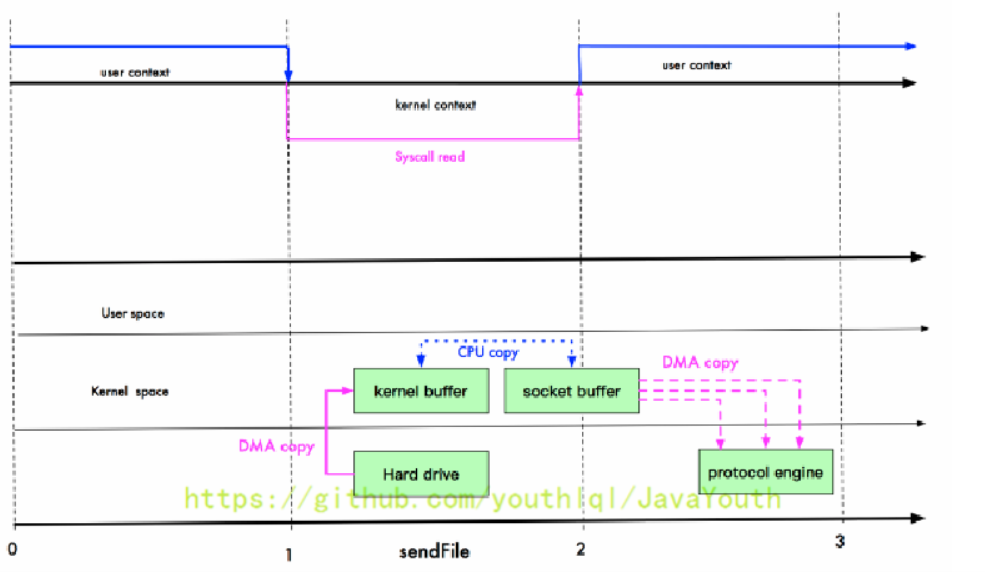 user context
user context
kernel context
Syscall read
User space
CPU copy
DMA copy
Kernel space
kernel buffer
socket buffer
DMA copy
Hard drive
protocol engine
https://github.com/youthlql/JavaYouth
0
1
sendFile
2
3